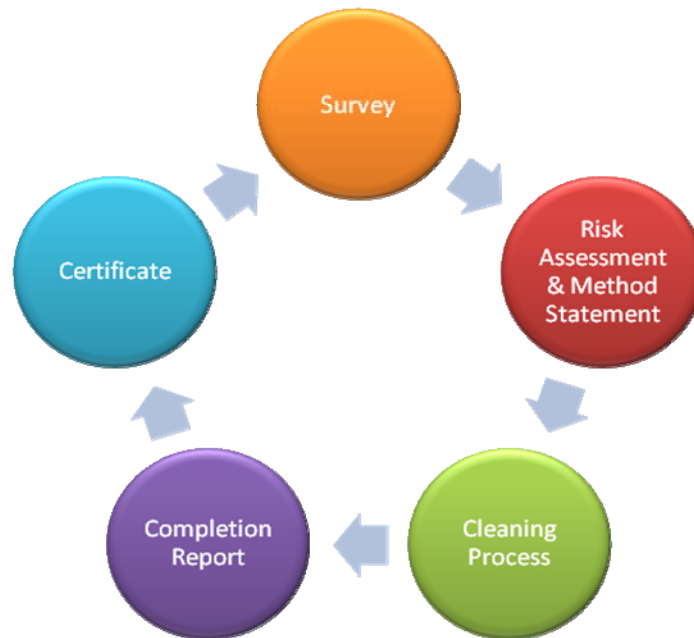 Survey
Risk
Assessment
& Method
Statement
Cleaning
Process
Completion
Report
Certificate